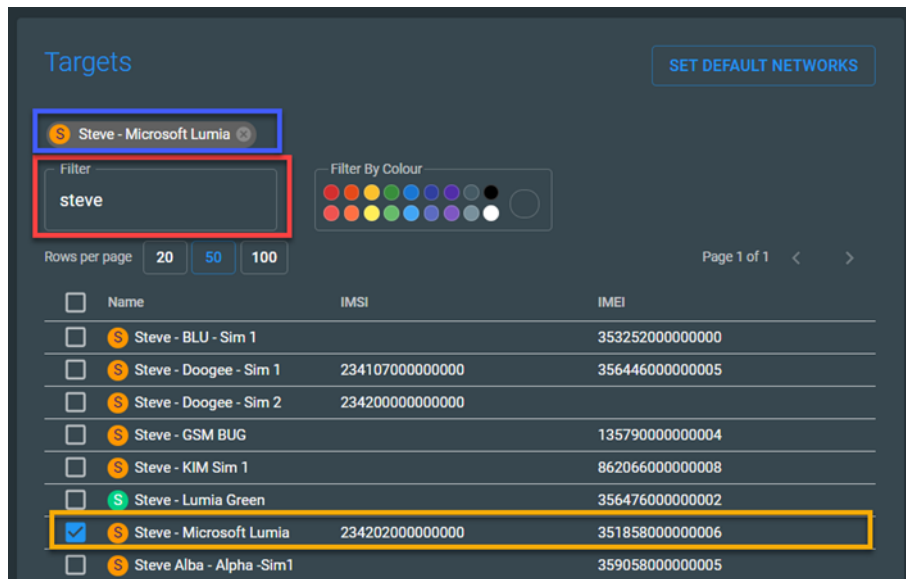 Targets
SET DEFAULT NETWORKS
S Steve - Microsoft Lumia
Filter
steve
Filter By Colour
Rows per page 20 50 100 Page 1 of 1
Name IMSI IMEI
S Steve - BLU - Sim 1 353252000000000
S Steve - Doogee - Sim 1 234107000000000 356446000000005
S Steve - Doogee - Sim 2 234200000000000
S Steve - GSM BUG 135790000000004
S Steve - KIM Sim 1 862066000000008
S Steve - Lumia Green 356476000000002
S Steve - Microsoft Lumia 234202000000000 351858000000006
S Steve Alba - Alpha -Sim1 359058000000005